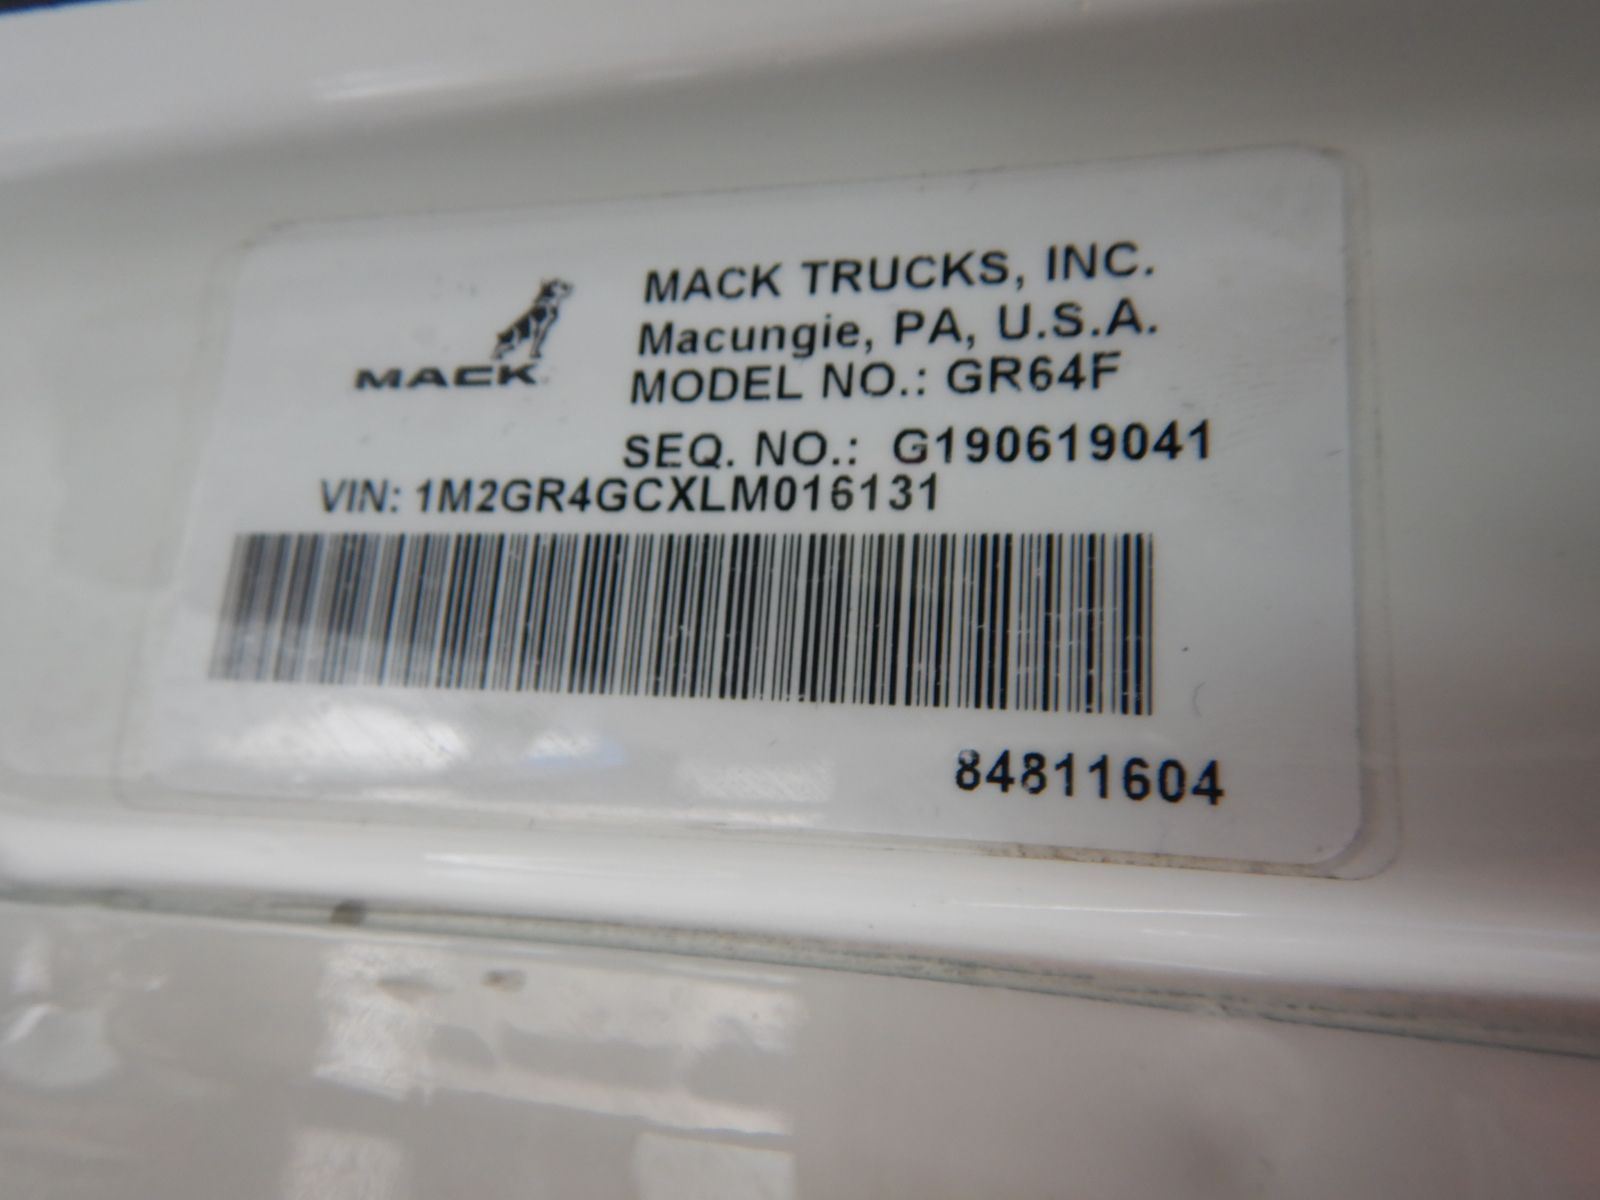 MACK TRUCKS, INC.
Macungie, PA, U.S.A.
MACK
MODEL NO.: GR64F
SEQ. NO.: G190619041
VIN: 1M2GR4GCXLM016131
84811604